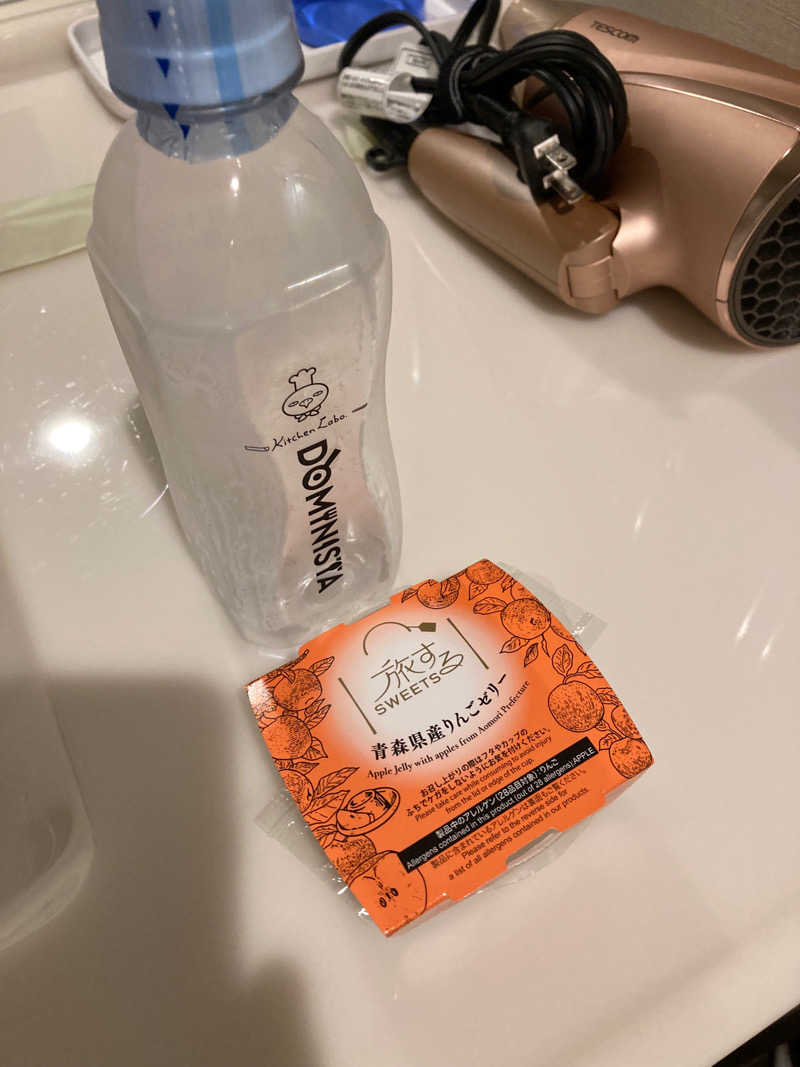 TESCOM
Kitchen Labo.
DOMINISYA
旅する
SWEETS
青森県産りんごゼリー
Apple Jelly with apples from Aomori Prefecture
お召し上がりの際はフタやカップの
ふちでケガをしないようにお気を付けください。
Please take care while consuming to avoid injury
from the lid or edge of the cup.
製品中のアレルゲン(28品目対象):りんご
Allergens contained in this product (out of 28 allergens):APPLE
製品に含まれているアレルゲンは裏面もご覧ください。
Please refer to the reverse side for
a list of all allergens contained in our products